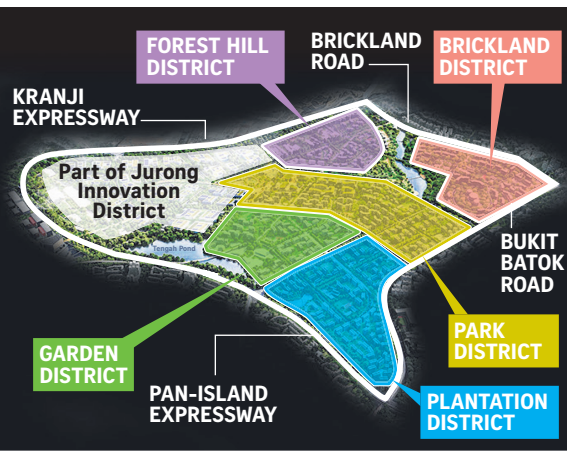 FOREST HILL
DISTRICT
BRICKLAND
ROAD
BRICKLAND
DISTRICT
KRANJI
EXPRESSWAY
Part of Jurong
Innovation
District
Tengah Pond
BUKIT
BATOK
ROAD
GARDEN
DISTRICT
PAN-ISLAND
EXPRESSWAY
PARK
DISTRICT
PLANTATION
DISTRICT